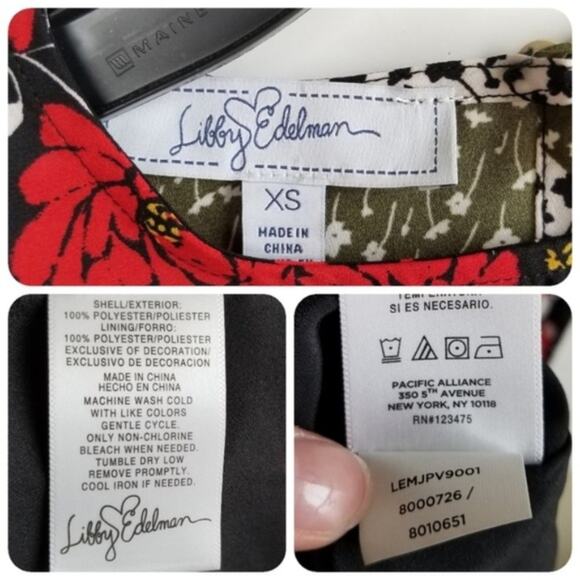 MAINE
Libby Edelman
XS
MADE IN
CHINA
SHELL/EXTERIOR:
100% POLYESTER/POLIESTER
LINING/FORRO:
100% POLYESTER/POLIESTER
EXCLUSIVE OF DECORATION/
EXCLUSIVO DE DECORACION
MADE IN CHINA
HECHO EN CHINA
MACHINE WASH COLD
WITH LIKE COLORS
GENTLE CYCLE.
ONLY NON-CHLORINE
BLEACH WHEN NEEDED.
TUMBLE DRY LOW
REMOVE PROMPTLY.
COOL IRON IF NEEDED.
Libby Edelman
SI ES NECESARIO.
PACIFIC ALLIANCE
350 5TH AVENUE
NEW YORK, NY 10118
RN#123475
LEMJPV9001
8000726 /
8010651